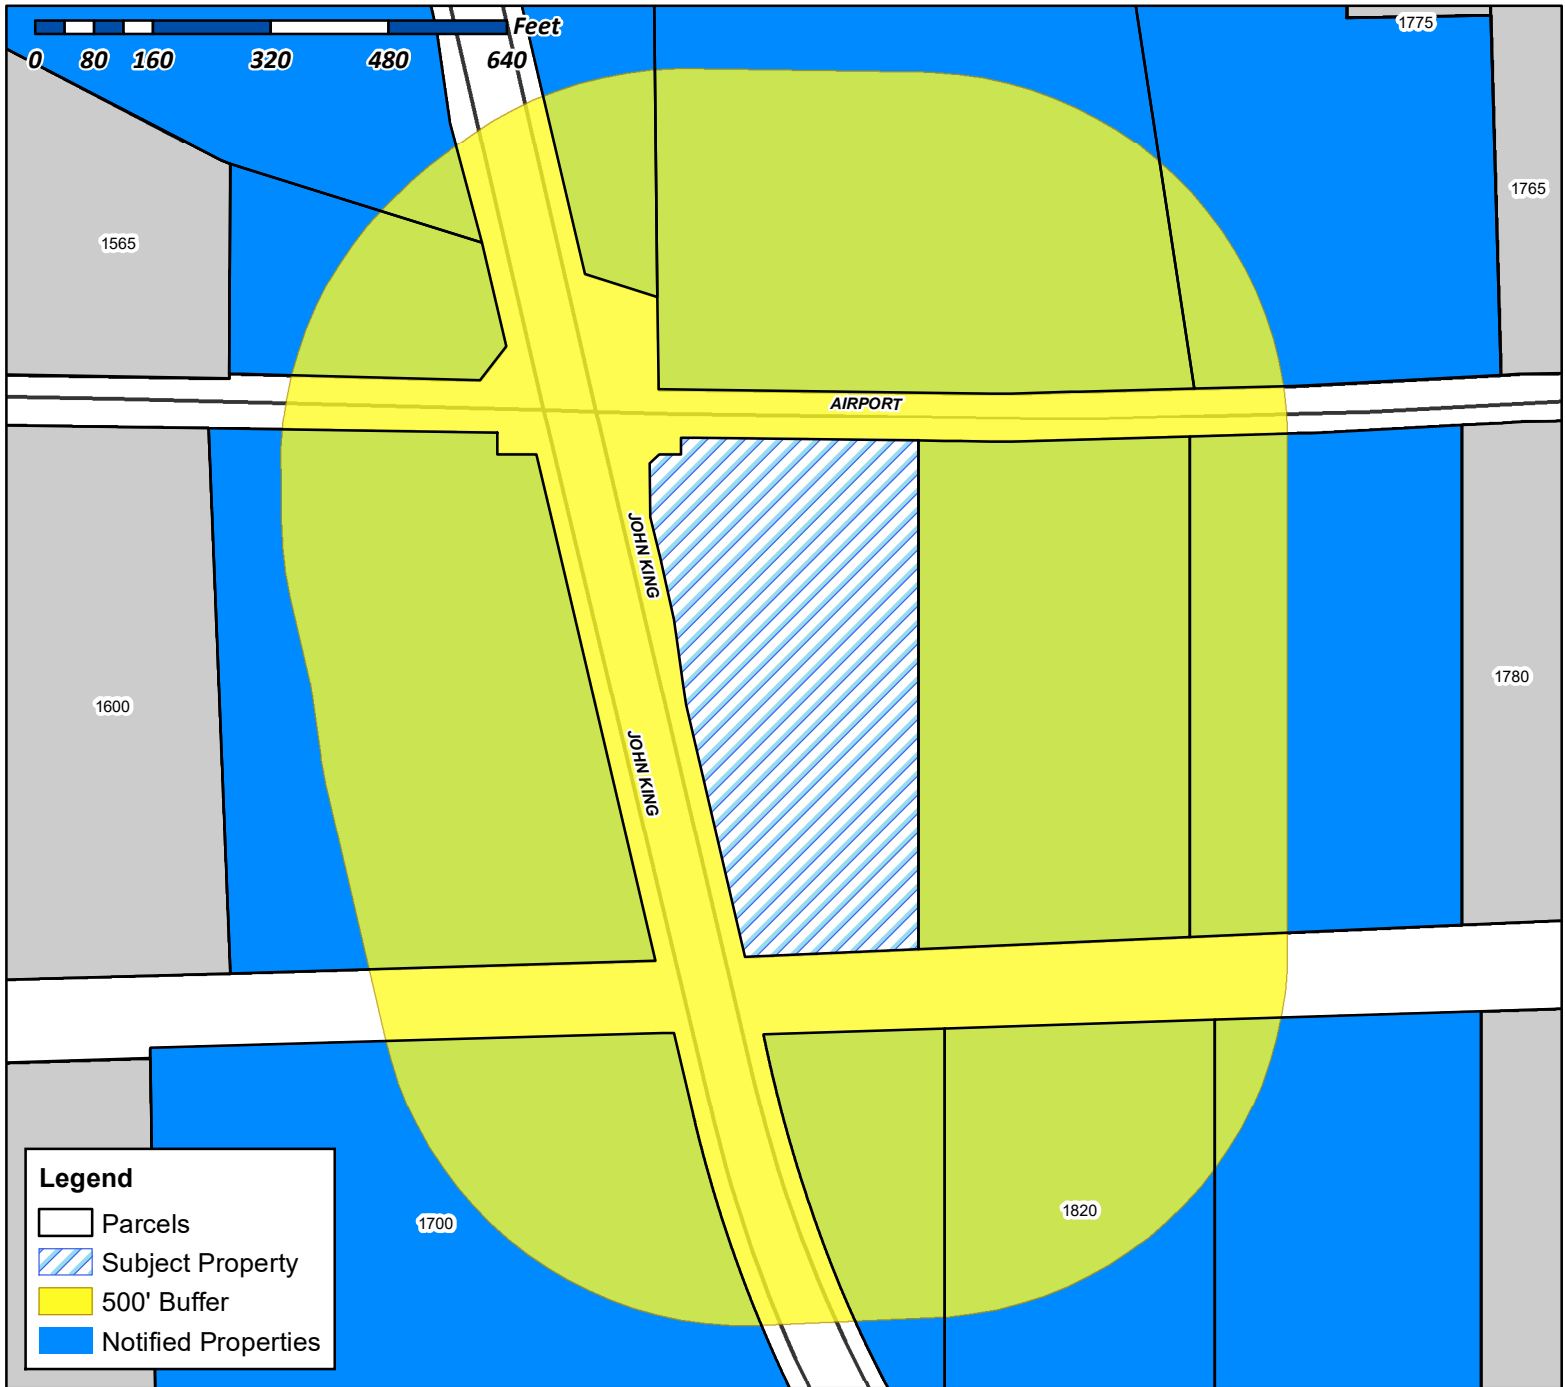 Feet
0 80 160 320 480 640
1775
1765
1565
AIRPORT
JOHN KING
1780
1600
JOHN KING
1820
1700
Legend
Parcels
Subject Property
500' Buffer
Notified Properties